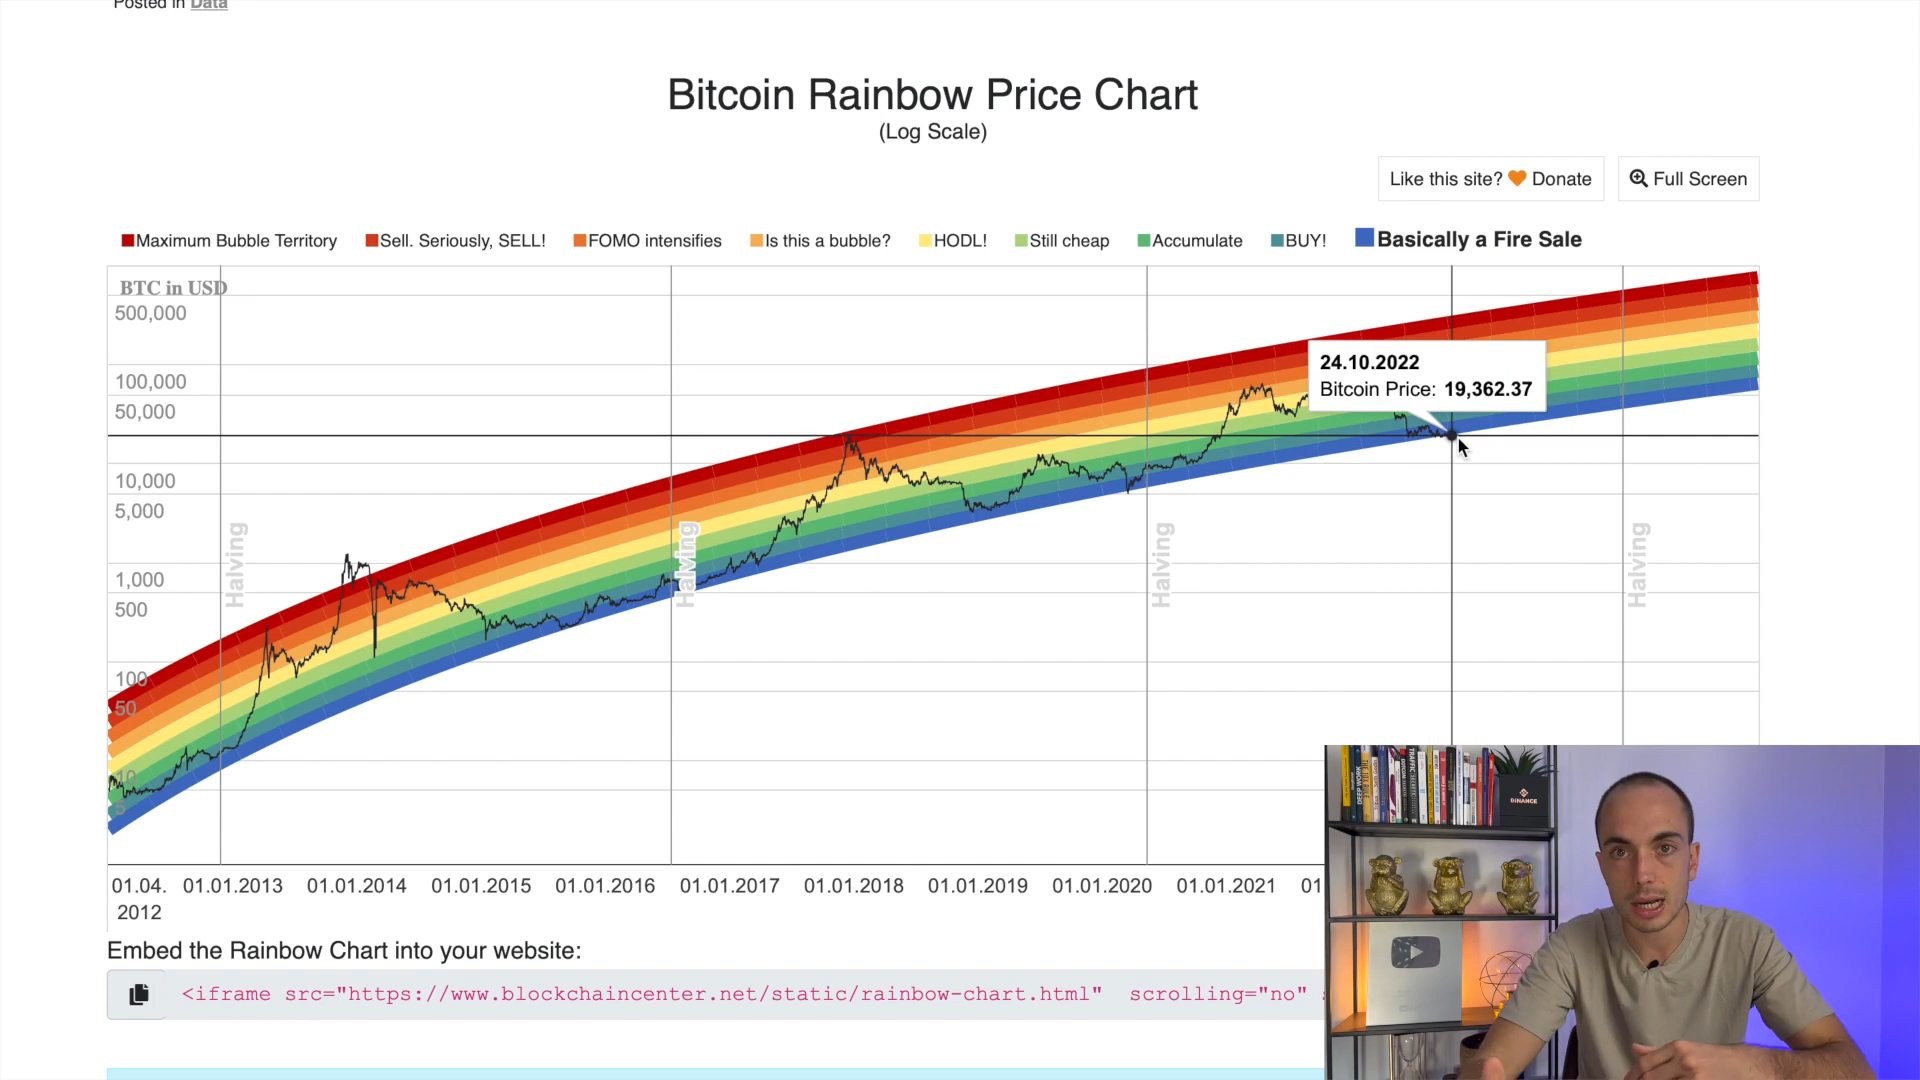 Posted in Data
Bitcoin Rainbow Price Chart
(Log Scale)
Like this site? Donate
Full Screen
Maximum Bubble Territory Sell. Seriously, SELL! FOMO intensifies Is this a bubble? HODL! Still cheap Accumulate BUY! Basically a Fire Sale
BTC in USD
500,000
100,000
50,000
10,000
5,000
1,000
500
100
50
10
5
24.10.2022
Bitcoin Price: 19,362.37
Halving
Halving
Halving
Halving
01.04. 2012
01.01.2013
01.01.2014
01.01.2015
01.01.2016
01.01.2017
01.01.2018
01.01.2019
01.01.2020
01.01.2021
01
Embed the Rainbow Chart into your website:
<iframe src="https://www.blockchaincenter.net/static/rainbow-chart.html" scrolling="no"
BINANCE